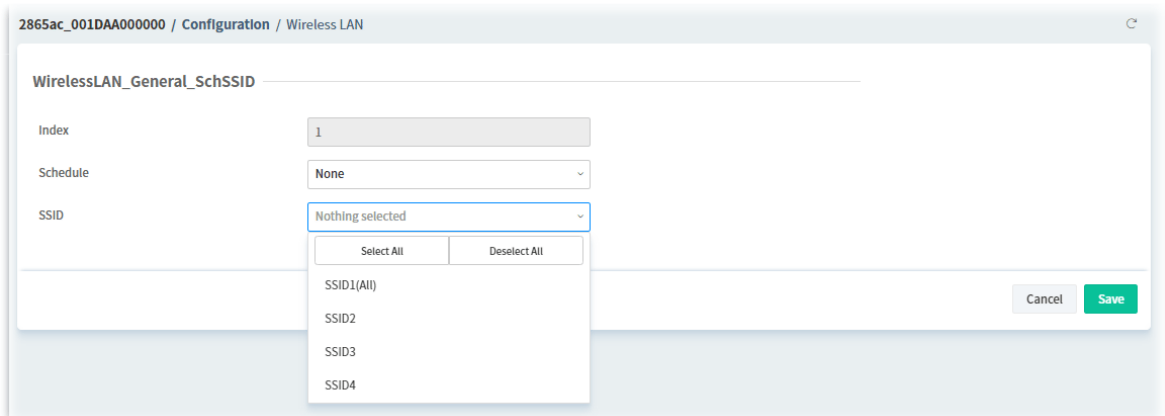 2865ac_001DAA000000 / Configuration / Wireless LAN
WirelessLAN_General_SchSSID
Index
1
Schedule
None
SSID
Nothing selected
Select All
Deselect All
SSID1(All)
SSID2
SSID3
SSID4
Cancel
Save